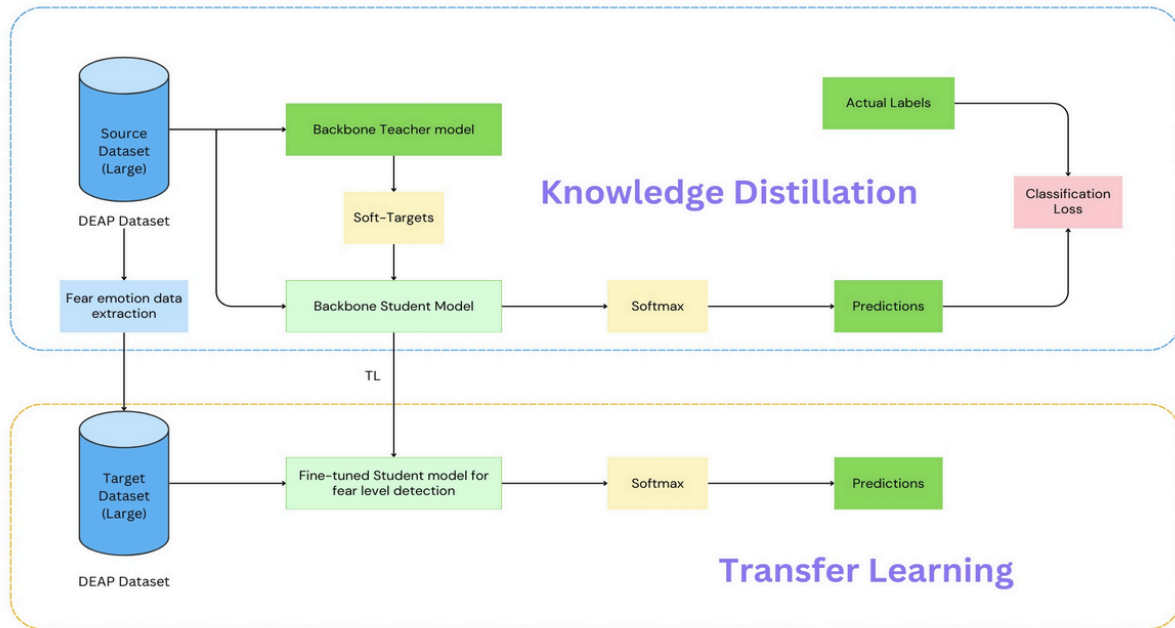 Source
Dataset
(Large)
DEAP Dataset
Backbone Teacher model
Actual Labels
Knowledge Distillation
Classification
Loss
Soft-Targets
Fear emotion data
extraction
Backbone Student Model
Softmax
Predictions
TL
Target
Dataset
(Large)
DEAP Dataset
Fine-tuned Student model for
fear level detection
Softmax
Predictions
Transfer Learning